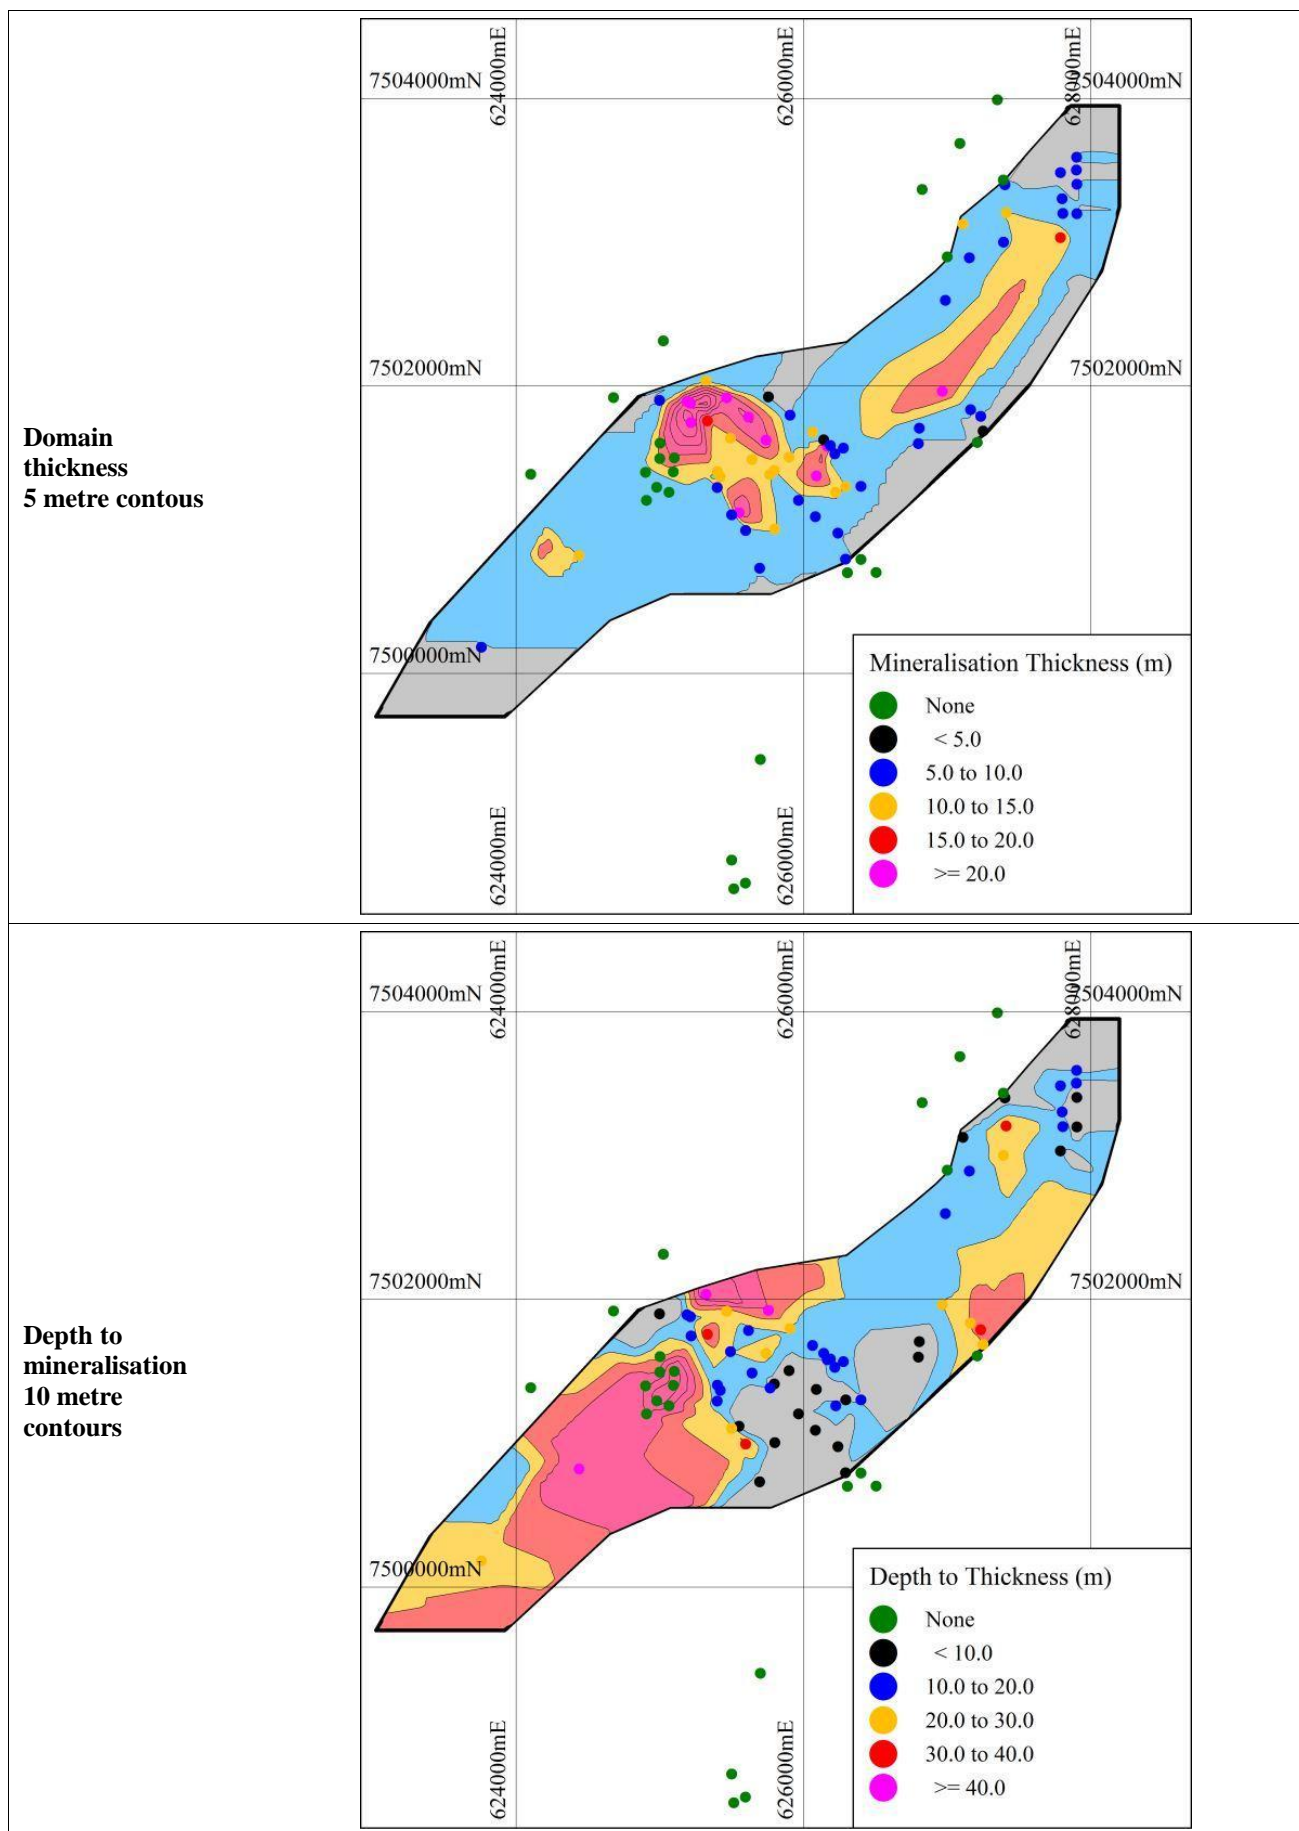 Domain
thickness
5 metre contous
624000mE
626000mE
628000mE
7504000mN
7504000mN
7502000mN
7502000mN
7500000mN
624000mE
626000mE
Mineralisation Thickness (m)
None
< 5.0
5.0 to 10.0
10.0 to 15.0
15.0 to 20.0
>= 20.0
Depth to
mineralisation
10 metre
contours
624000mE
626000mE
628000mE
7504000mN
7504000mN
7502000mN
7502000mN
7500000mN
624000mE
626000mE
Depth to Thickness (m)
None
< 10.0
10.0 to 20.0
20.0 to 30.0
30.0 to 40.0
>= 40.0